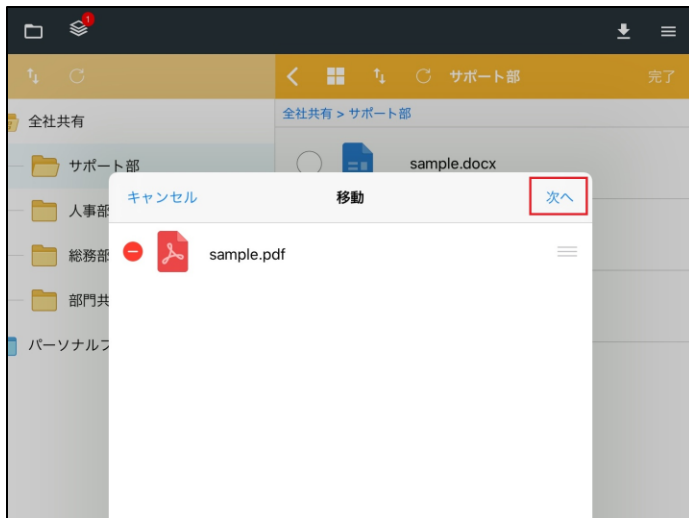 1
サポート部
完了
全社共有
全社共有 > サポート部
サポート部
sample.docx
キャンセル
移動
次へ
人事部
sample.pdf
総務部
部門共
パーソナルフ